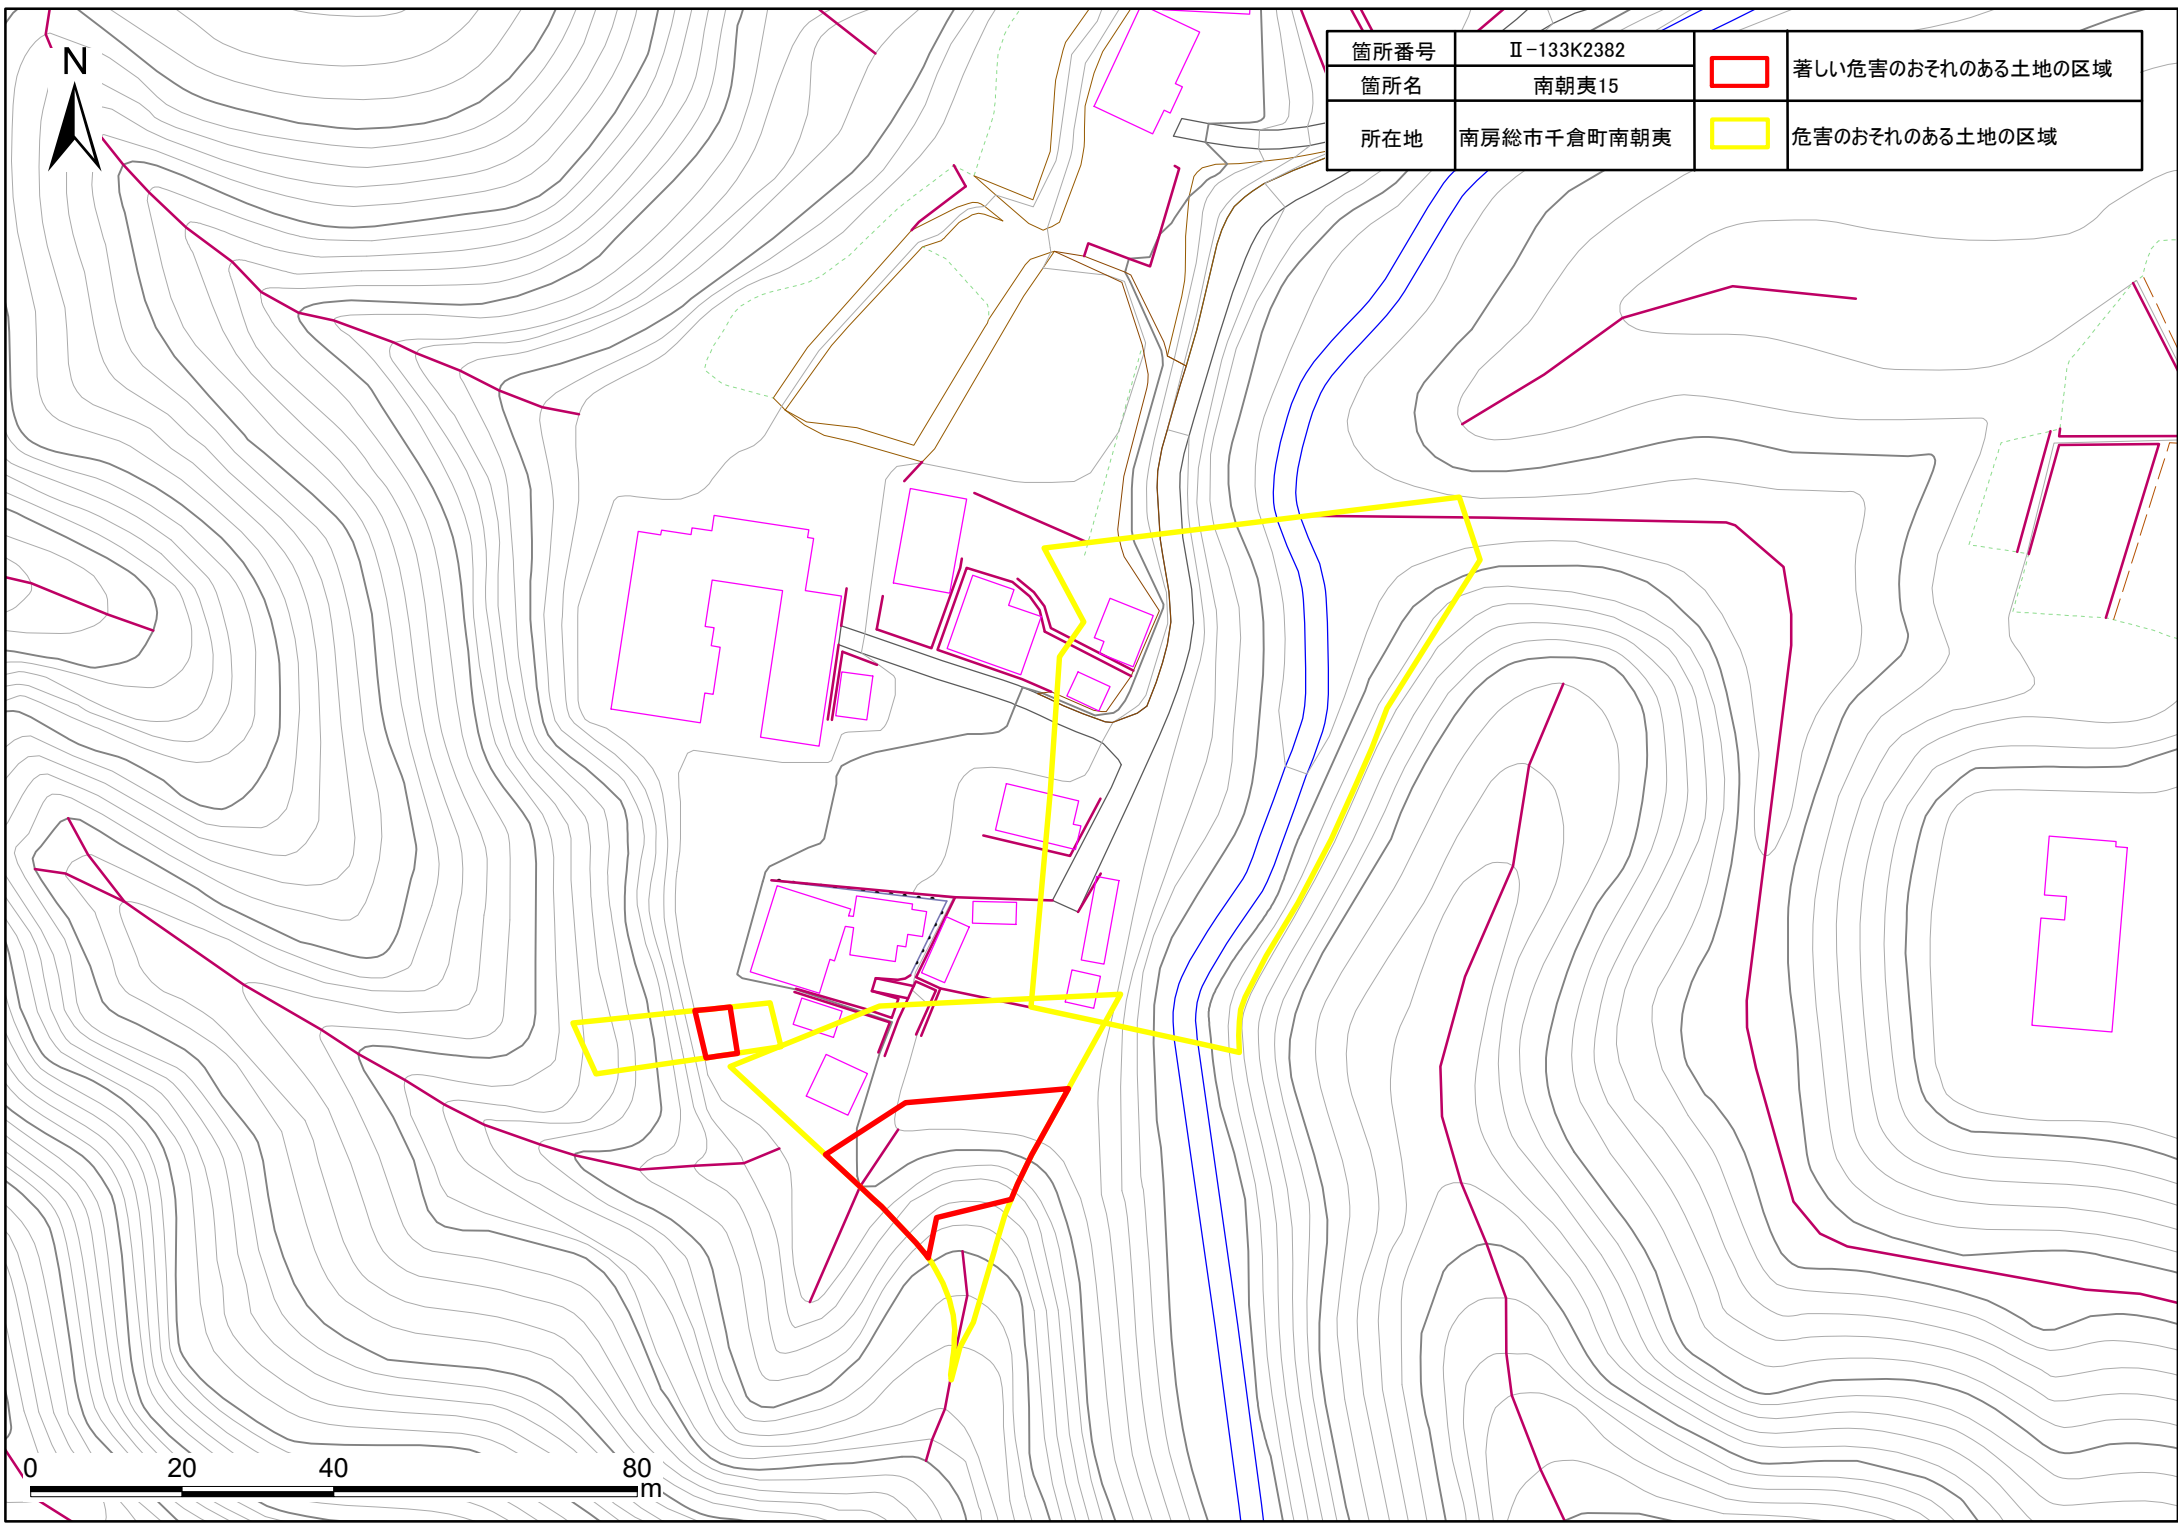 N
箇所番号 Ⅱ-133K2382
箇所名 南朝夷15
所在地 南房総市千倉町南朝夷
著しい危害のおそれのある土地の区域
危害のおそれのある土地の区域
0 20 40 80
m